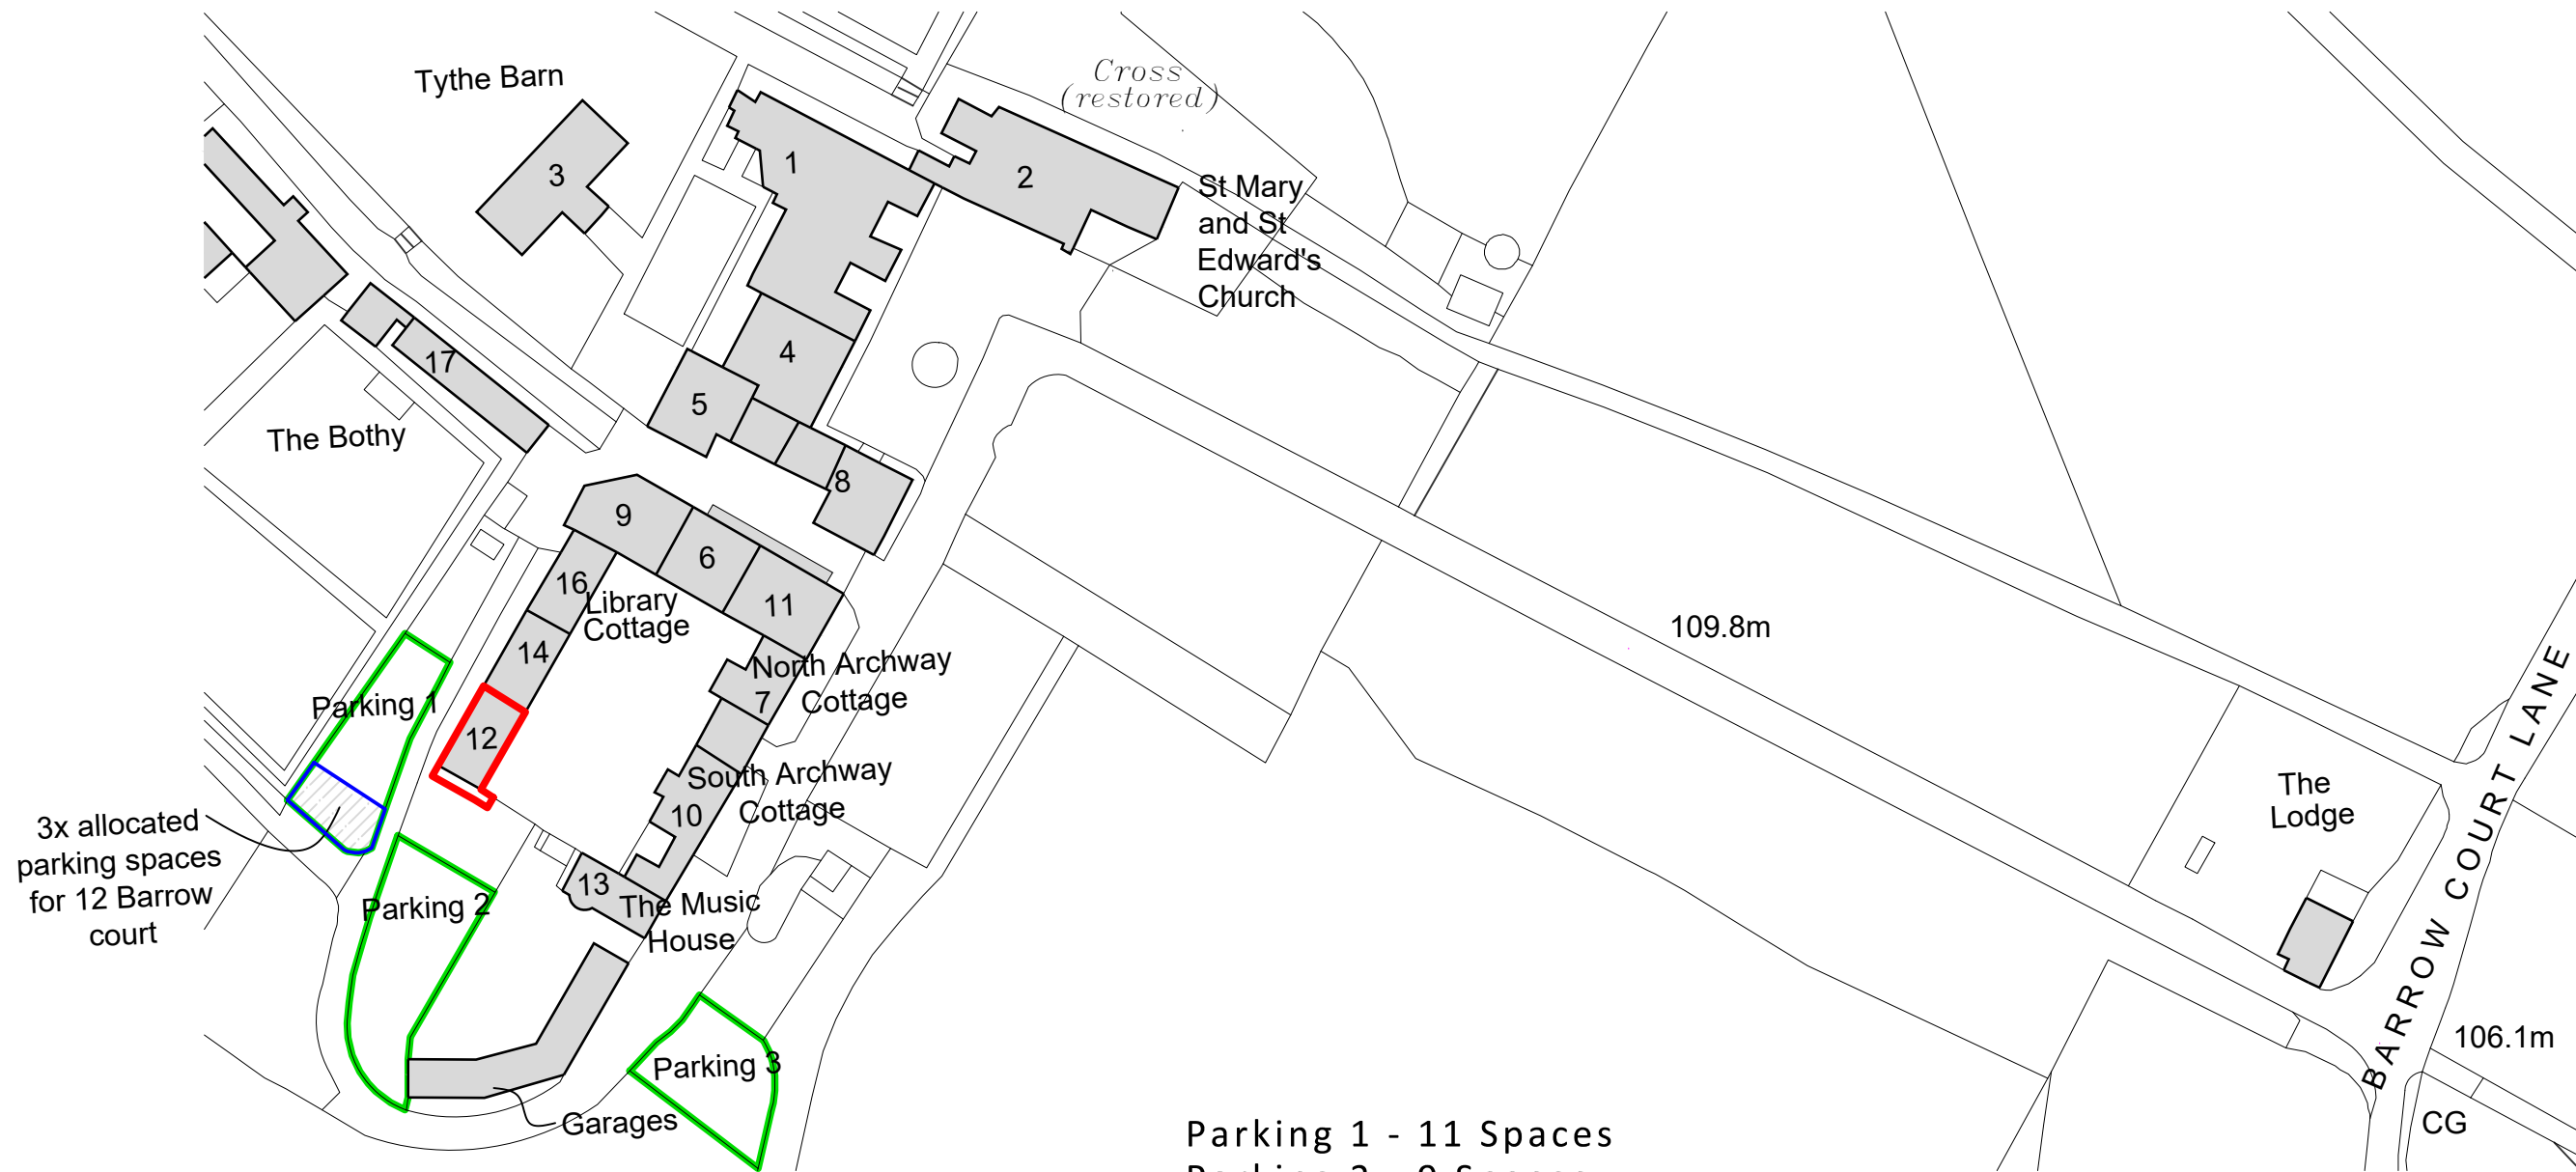 Tythe Barn
Cross
(restored)
1
2
3
St Mary
and St
Edward's
Church
4
17
5
The Bothy
8
9
6
16
11
Library
Cottage
109.8m
14
North Archway
Cottage
7
Parking 1
12
South Archway
Cottage
10
The
Lodge
BARROW COURT LANE
3x allocated
parking spaces
for 12 Barrow
court
13
The Music
House
Parking 2
106.1m
Parking 3
Garages
CG
Parking 1 - 11 Spaces